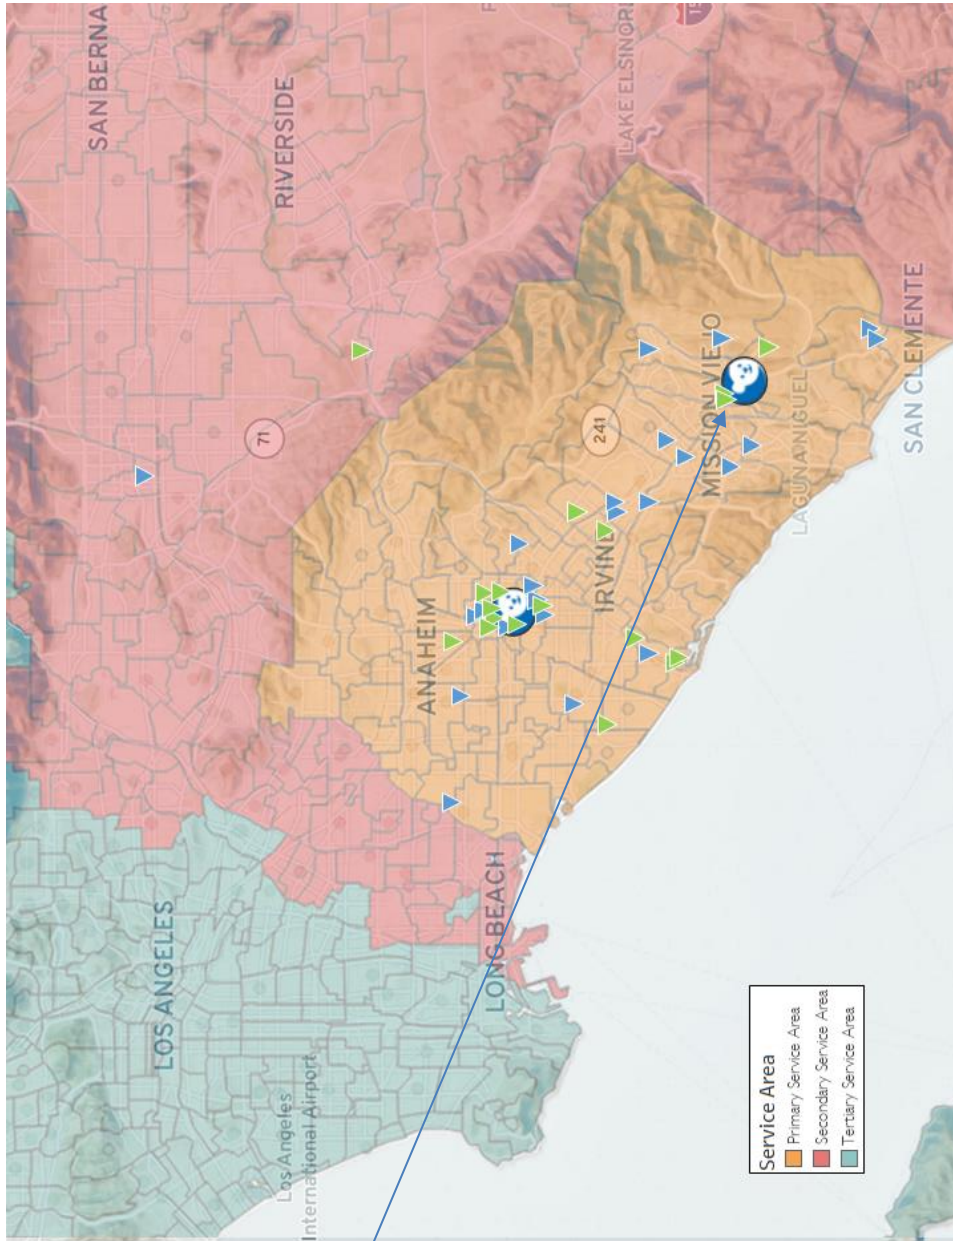 SAN BERNA
RIVERSIDE
LAKE ELSINORE
15
71
241
LOS ANGELES
Los Angeles
International Airport
LONG BEACH
ANAHEIM
IRVINE
MISSION VIEJO
LAGUNA NIGUEL
SAN CLEMENTE
Service Area
Primary Service Area
Secondary Service Area
Tertiary Service Area